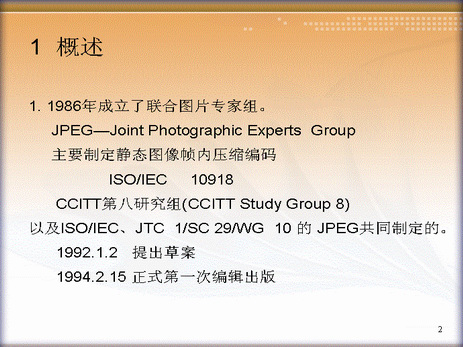 1 概述
1. 1986年成立了联合图片专家组。
JPEG—Joint Photographic Experts Group
主要制定静态图像帧内压缩编码
ISO/IEC 10918
CCITT第八研究组(CCITT Study Group 8)
以及ISO/IEC、JTC 1/SC 29/WG 10 的 JPEG共同制定的。
1992.1.2 提出草案
1994.2.15 正式第一次编辑出版
2